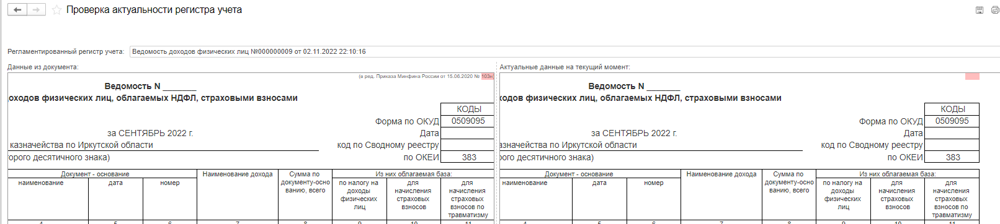 Проверка актуальности регистра учета
Регламентированный регистр учета: Ведомость доходов физических лиц №000000009 от 02.11.2022 22:10:16
Данные из документа:
(в ред. Приказа Минфина России от 15.06.2020 № 103н)
Ведомость N _______
доходов физических лиц, облагаемых НДФЛ, страховыми взносами
КОДЫ
Форма по ОКУД 0509095
за СЕНТЯБРЬ 2022 г. Дата
казначейства по Иркутской области код по Сводному реестру
торого десятичного знака) по ОКЕИ 383
Документ - основание Наименование дохода Сумма по Из них облагаемая база:
наименование дата номер документу-осно по налогу на для для
ванию, всего доходы начисления начисления
физических страховых страховых
лиц взносов взносов по
травматизму
4 5 6 7 8 9 10 11
Актуальные данные на текущий момент:
Ведомость N _______
ходов физических лиц, облагаемых НДФЛ, страховыми взносами
КОДЫ
Форма по ОКУД 0509095
за СЕНТЯБРЬ 2022 г. Дата
азначейства по Иркутской области код по Сводному реестру
рого десятичного знака) по ОКЕИ 383
Документ - основание Наименование дохода Сумма по Из них облагаемая база:
наименование дата номер документу-осно по налогу на для для
ванию, всего доходы начисления начисления
физических страховых страховых
лиц взносов взносов по
травматизму
4 5 6 7 8 9 10 11